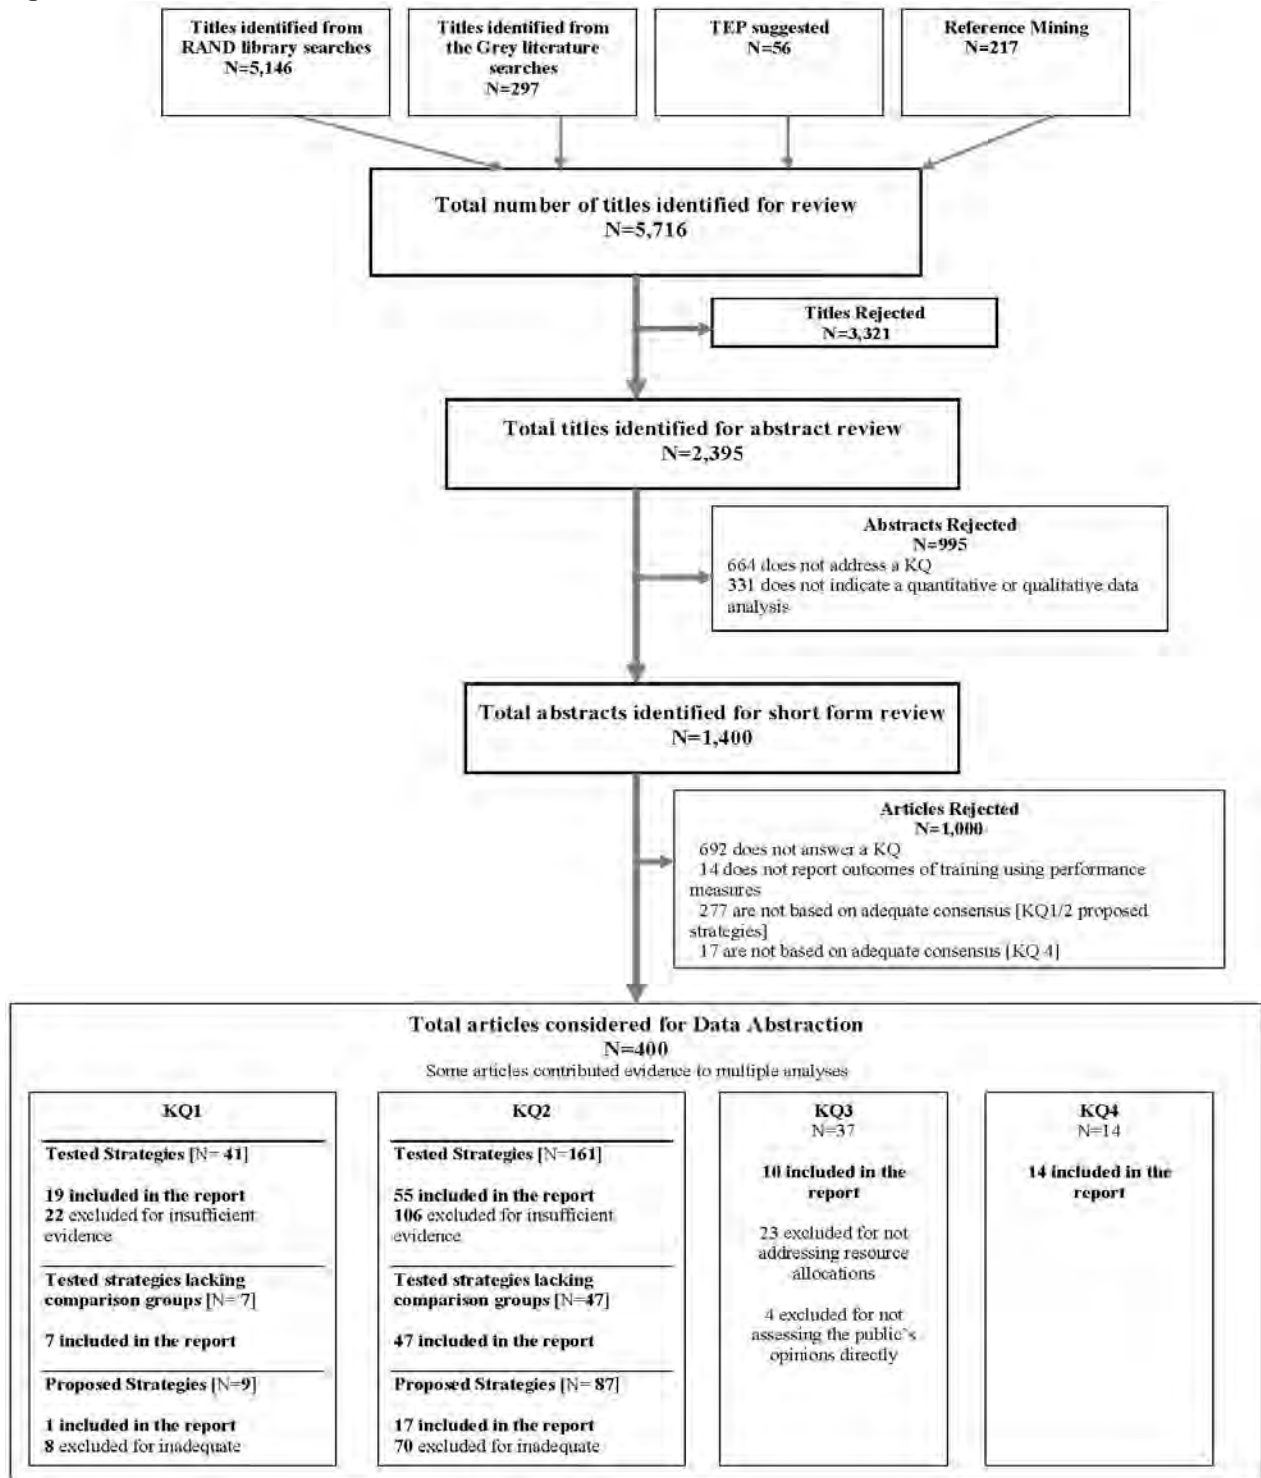 Titles identified from
RAND library searches
N=5,146
Titles identified from
the Grey literature
searches
N=297
TEP suggested
N=56
Reference Mining
N=217
Total number of titles identified for review
N=5,716
Titles Rejected
N=3,321
Total titles identified for abstract review
N=2,395
Abstracts Rejected
N=995
664 does not address a KQ
331 does not indicate a quantitative or qualitative data
analysis
Total abstracts identified for short form review
N=1,400
Articles Rejected
N=1,000
692 does not answer a KQ
14 does not report outcomes of training using performance
measures
277 are not based on adequate consensus [KQ1/2 proposed
strategies]
17 are not based on adequate consensus [KQ 4]
Total articles considered for Data Abstraction
N=400
Some articles contributed evidence to multiple analyses
KQ1
Tested Strategies [N= 41]
19 included in the report
22 excluded for insufficient
evidence
Tested strategies lacking
comparison groups [N= 7]
7 included in the report
Proposed Strategies [N=9]
1 included in the report
8 excluded for inadequate
KQ2
Tested Strategies [N=161]
55 included in the report
106 excluded for insufficient
evidence
Tested strategies lacking
comparison groups [N=47]
47 included in the report
Proposed Strategies [N= 87]
17 included in the report
70 excluded for inadequate
KQ3
N=37
10 included in the
report
23 excluded for not
addressing resource
allocations
4 excluded for not
assessing the public`s
opinions directly
KQ4
N=14
14 included in the
report